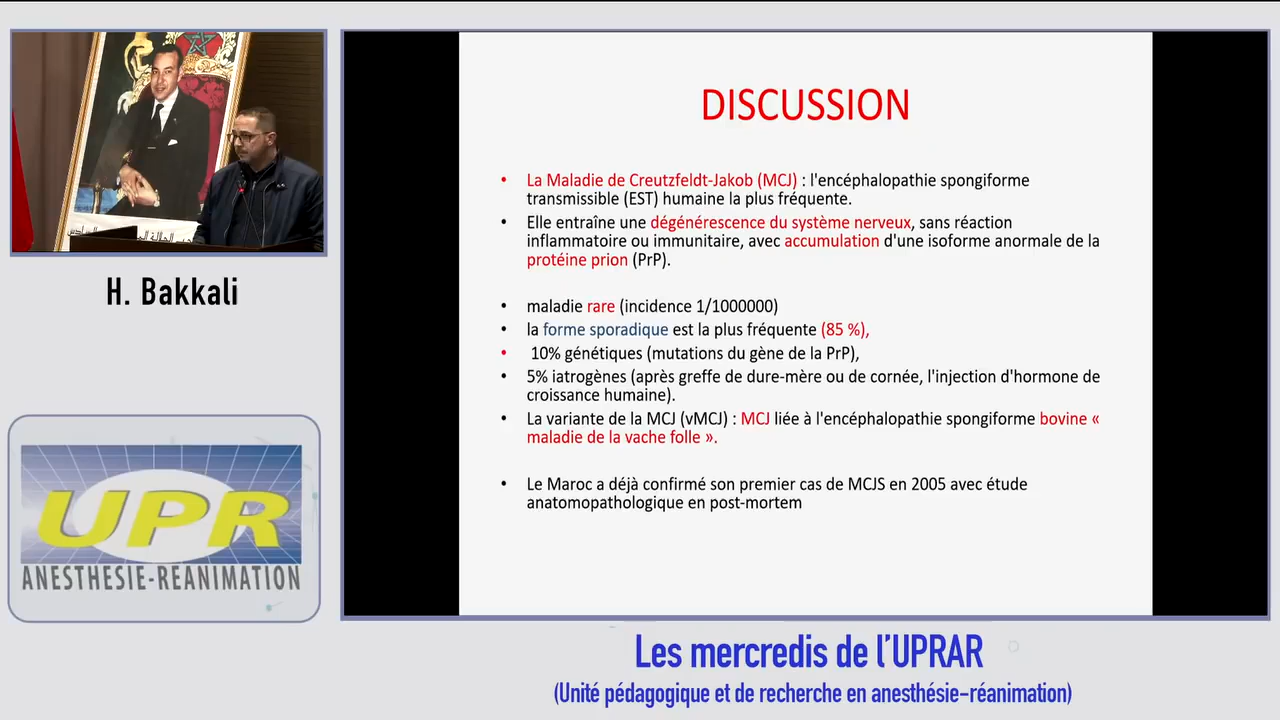 H. Bakkali
UPR
ANESTHESIE-REANIMATION
DISCUSSION
• La Maladie de Creutzfeldt-Jakob (MCJ) : l'encéphalopathie spongiforme
transmissible (EST) humaine la plus fréquente.
• Elle entraîne une dégénérescence du système nerveux, sans réaction
inflammatoire ou immunitaire, avec accumulation d'une isoforme anormale de la
protéine prion (PrP).
• maladie rare (incidence 1/1000000)
• la forme sporadique est la plus fréquente (85 %),
• 10% génétiques (mutations du gène de la PrP),
• 5% iatrogènes (après greffe de dure-mère ou de cornée, l'injection d'hormone de
croissance humaine).
• La variante de la MCJ (vMCJ) : MCJ liée à l'encéphalopathie spongiforme bovine «
maladie de la vache folle ».
• Le Maroc a déjà confirmé son premier cas de MCJS en 2005 avec étude
anatomopathologique en post-mortem
Les mercredis de l'UPRAR
(Unité pédagogique et de recherche en anesthésie-réanimation)